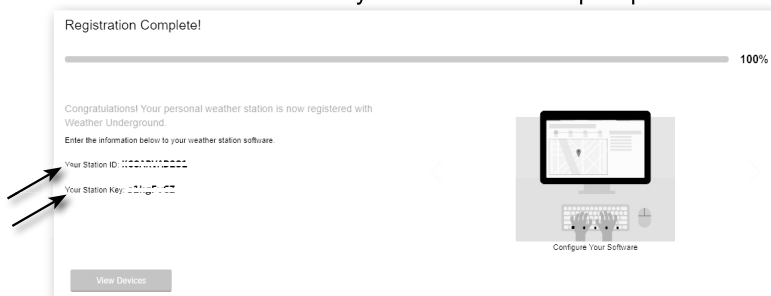 Registration Complete!
100%
Congratulations! Your personal weather station is now registered with
Weather Underground.
Enter the information below to your weather station software.
Your Station ID:
Your Station Key:
Configure Your Software
View Devices